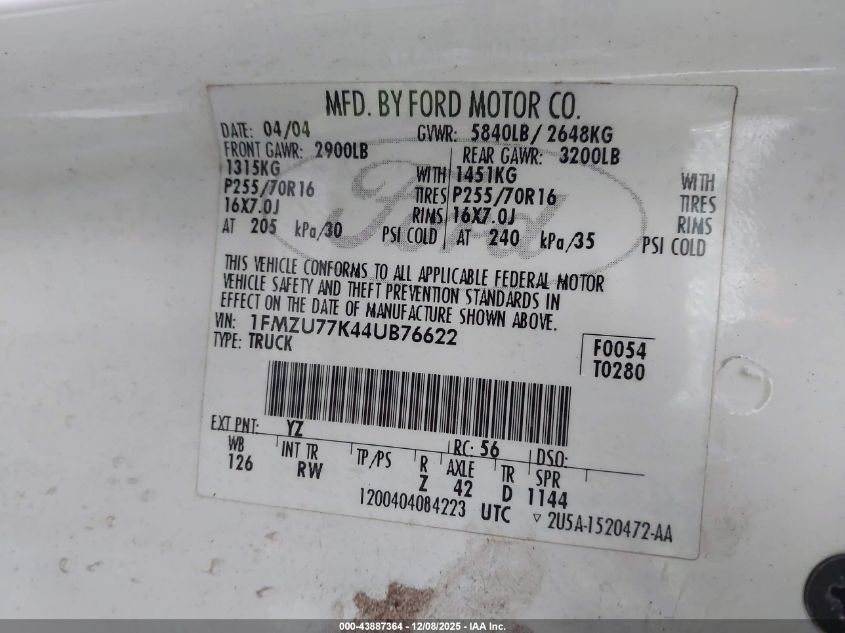 MFD. BY FORD MOTOR CO.
DATE: 04/04 GVWR: 5840LB/ 2648KG
FRONT GAWR: 2900LB REAR GAWR: 3200LB
1315KG WITH 1451KG WITH
P255/70R16 TIRES P255/70R16 TIRES
16X7.0J RIMS 16X7.0J RIMS
AT 205 kPa/30 PSI COLD AT 240 kPa/35 PSI COLD
Ford
THIS VEHICLE CONFORMS TO ALL APPLICABLE FEDERAL MOTOR
VEHICLE SAFETY AND THEFT PREVENTION STANDARDS IN
EFFECT ON THE DATE OF MANUFACTURE SHOWN ABOVE.
VIN: 1FMZU77K44UB76622
TYPE: TRUCK
F0054
T0280
EXT PNT: YZ RC: 56 DSO:
WB INT TR TP/PS R AXLE TR SPR
126 RW Z 42 D 1144
1200404084223 UTC ▽ 2U5A-1520472-AA
000-43887364 - 12/08/2025 - IAA Inc.